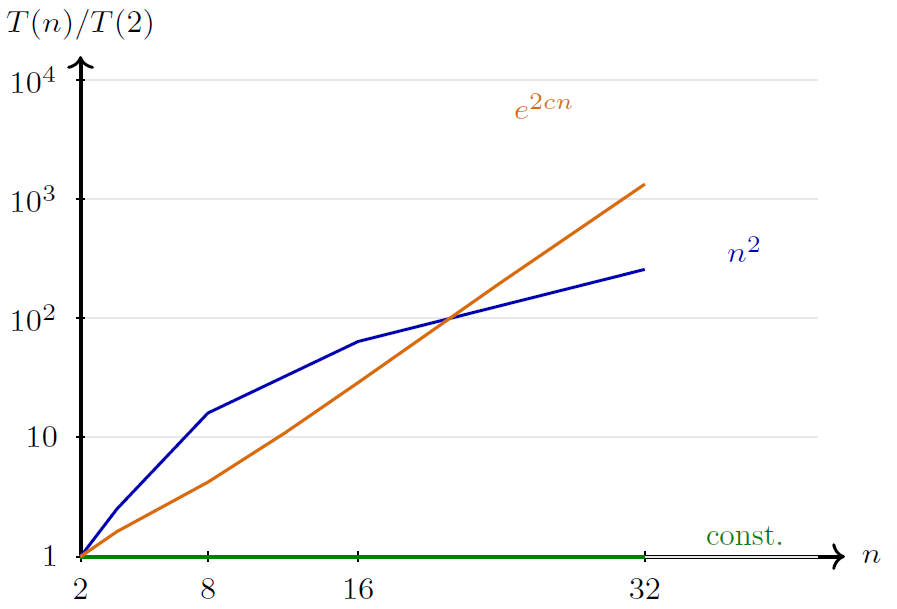 T(n)/T(2)
10^4
e^{2cn}
10^3
n^2
10^2
10
const.
1
n
2 8 16 32